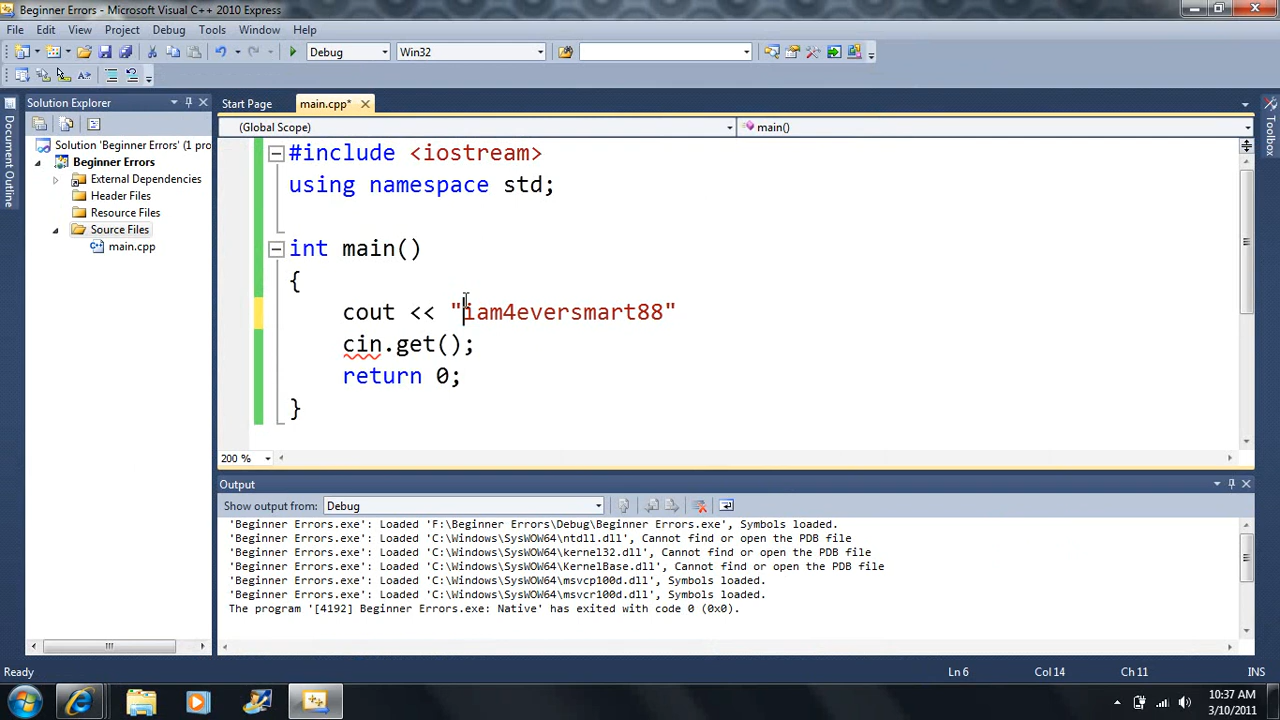 Beginner Errors - Microsoft Visual C++ 2010 Express
File Edit View Project Debug Tools Window Help
Debug Win32
Solution Explorer
Start Page main.cpp*
(Global Scope) main()
Document Outline
Toolbox
Solution 'Beginner Errors' (1 pro
Beginner Errors
External Dependencies
Header Files
Resource Files
Source Files
main.cpp
#include <iostream>
using namespace std;
int main()
{
cout << "iam4eversmart88"
cin.get();
return 0;
}
200 %
Output
Show output from: Debug
'Beginner Errors.exe': Loaded 'F:\Beginner Errors\Debug\Beginner Errors.exe', Symbols loaded.
'Beginner Errors.exe': Loaded 'C:\Windows\SysWOW64\ntdll.dll', Cannot find or open the PDB file
'Beginner Errors.exe': Loaded 'C:\Windows\SysWOW64\kernel32.dll', Cannot find or open the PDB file
'Beginner Errors.exe': Loaded 'C:\Windows\SysWOW64\KernelBase.dll', Cannot find or open the PDB file
'Beginner Errors.exe': Loaded 'C:\Windows\SysWOW64\msvcp100d.dll', Symbols loaded.
'Beginner Errors.exe': Loaded 'C:\Windows\SysWOW64\msvcr100d.dll', Symbols loaded.
The program '[4192] Beginner Errors.exe: Native' has exited with code 0 (0x0).
Ready Ln 6 Col 14 Ch 11 INS
10:37 AM
3/10/2011